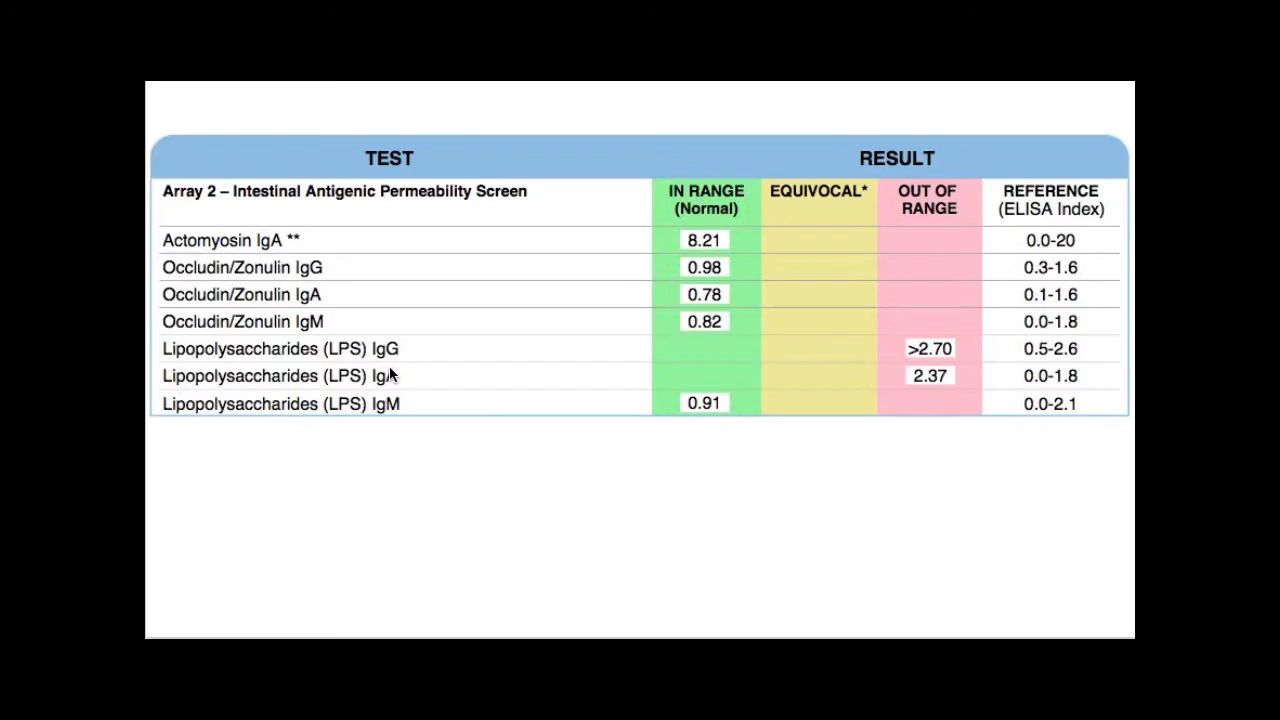 TEST RESULT
Array 2 – Intestinal Antigenic Permeability Screen IN RANGE (Normal) EQUIVOCAL* OUT OF RANGE REFERENCE (ELISA Index)
Actomyosin IgA ** 8.21 0.0-20
Occludin/Zonulin IgG 0.98 0.3-1.6
Occludin/Zonulin IgA 0.78 0.1-1.6
Occludin/Zonulin IgM 0.82 0.0-1.8
Lipopolysaccharides (LPS) IgG >2.70 0.5-2.6
Lipopolysaccharides (LPS) IgA 2.37 0.0-1.8
Lipopolysaccharides (LPS) IgM 0.91 0.0-2.1